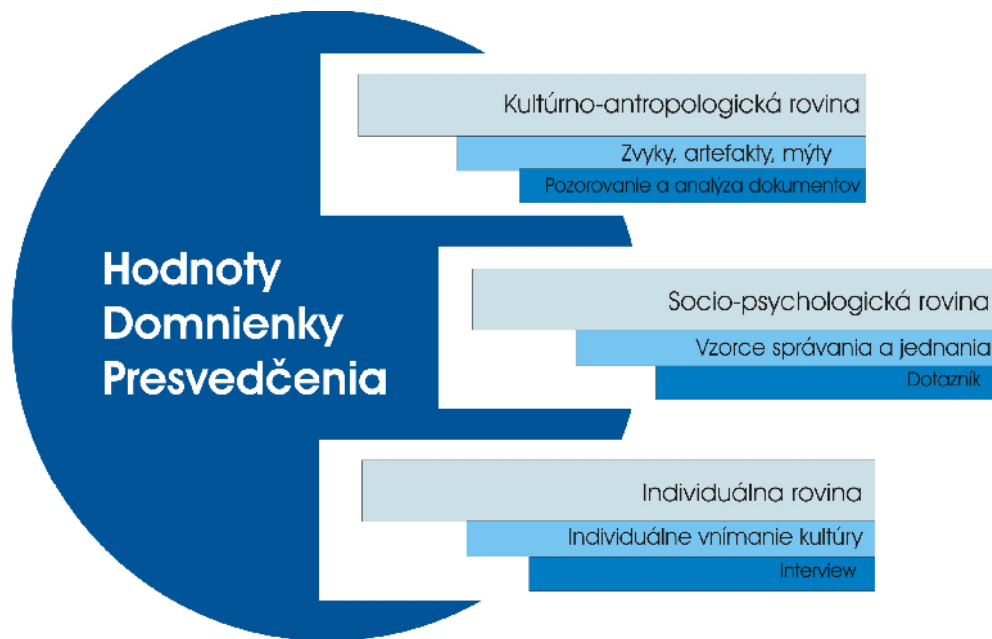 Hodnoty
Domnienky
Presvedčenia
Kultúrno-antropologická rovina
Zvyky, artefakty, mýty
Pozorovanie a analýza dokumentov
Socio-psychologická rovina
Vzorce správania a jednania
Dotazník
Individuálna rovina
Individuálne vnímanie kultúry
Interview